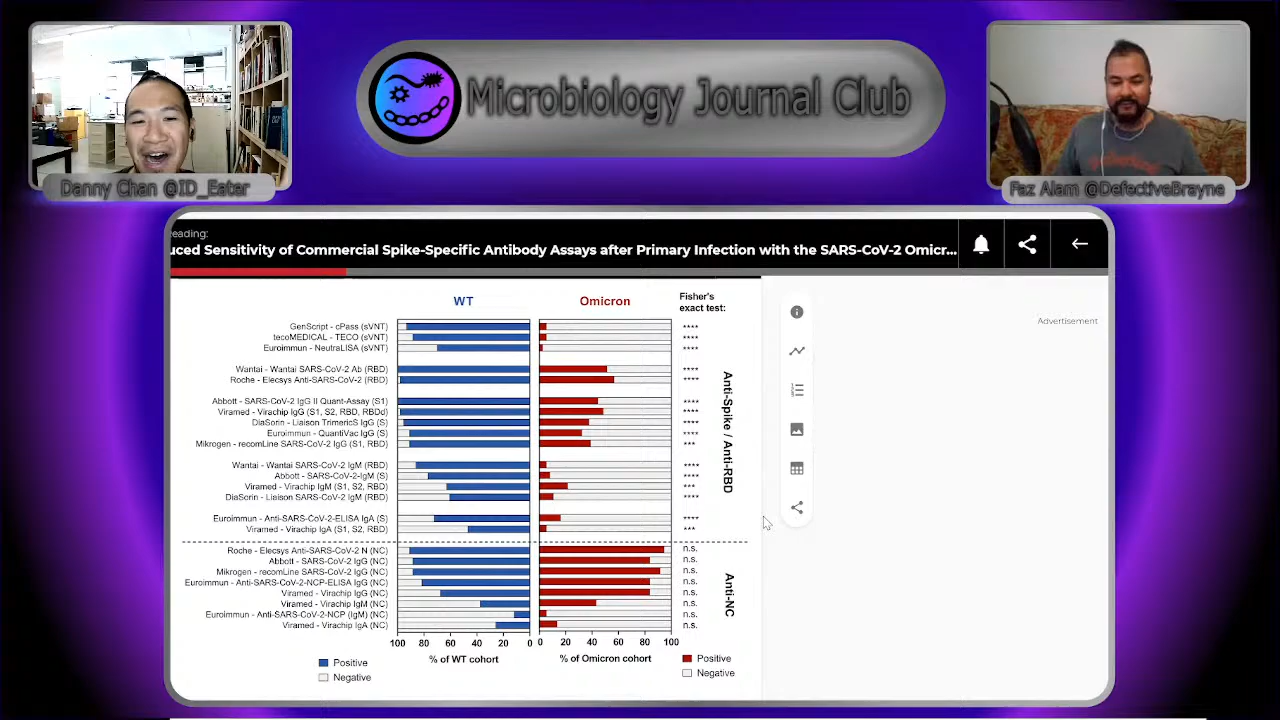 Microbiology Journal Club
Danny Chan @ID_Eater
Faz Alam @DefectiveBrayne
eading:
uced Sensitivity of Commercial Spike-Specific Antibody Assays after Primary Infection with the SARS-CoV-2 Omicr...
WT
Omicron
Fisher's
exact test:
GenScript - cPass (sVNT) ****
tecoMEDICAL - TECO (sVNT) ****
Euroimmun - NeutraLISA (sVNT) ****
Wantai - Wantai SARS-CoV-2 Ab (RBD) ****
Roche - Elecsys Anti-SARS-CoV-2 (RBD) ****
Abbott - SARS-CoV-2 IgG II Quant-Assay (S1) ****
Viramed - Virachip IgG (S1, S2, RBD, RBDd) ****
DiaSorin - Liaison TrimericS IgG (S) ****
Euroimmun - QuantiVac IgG (S) ****
Mikrogen - recomLine SARS-CoV-2 IgG (S1, RBD) ***
Wantai - Wantai SARS-CoV-2 IgM (RBD) ****
Abbott - SARS-CoV-2-IgM (S) ****
Viramed - Virachip IgM (S1, S2, RBD) ***
DiaSorin - Liaison SARS-CoV-2 IgM (RBD) ****
Euroimmun - Anti-SARS-CoV-2-ELISA IgA (S) ****
Viramed - Virachip IgA (S1, S2, RBD) ***
Anti-Spike / Anti-RBD
Roche - Elecsys Anti-SARS-CoV-2 N (NC) n.s.
Abbott - SARS-CoV-2 IgG (NC) n.s.
Mikrogen - recomLine SARS-CoV-2 IgG (NC) n.s.
Euroimmun - Anti-SARS-CoV-2-NCP-ELISA IgG (NC) n.s.
Viramed - Virachip IgG (NC) n.s.
Viramed - Virachip IgM (NC) n.s.
Euroimmun - Anti-SARS-CoV-2-NCP (IgM) (NC) n.s.
Viramed - Virachip IgA (NC) n.s.
Anti-NC
100 80 60 40 20 0
0 20 40 60 80 100
% of WT cohort
% of Omicron cohort
Positive
Negative
Positive
Negative
Advertisement